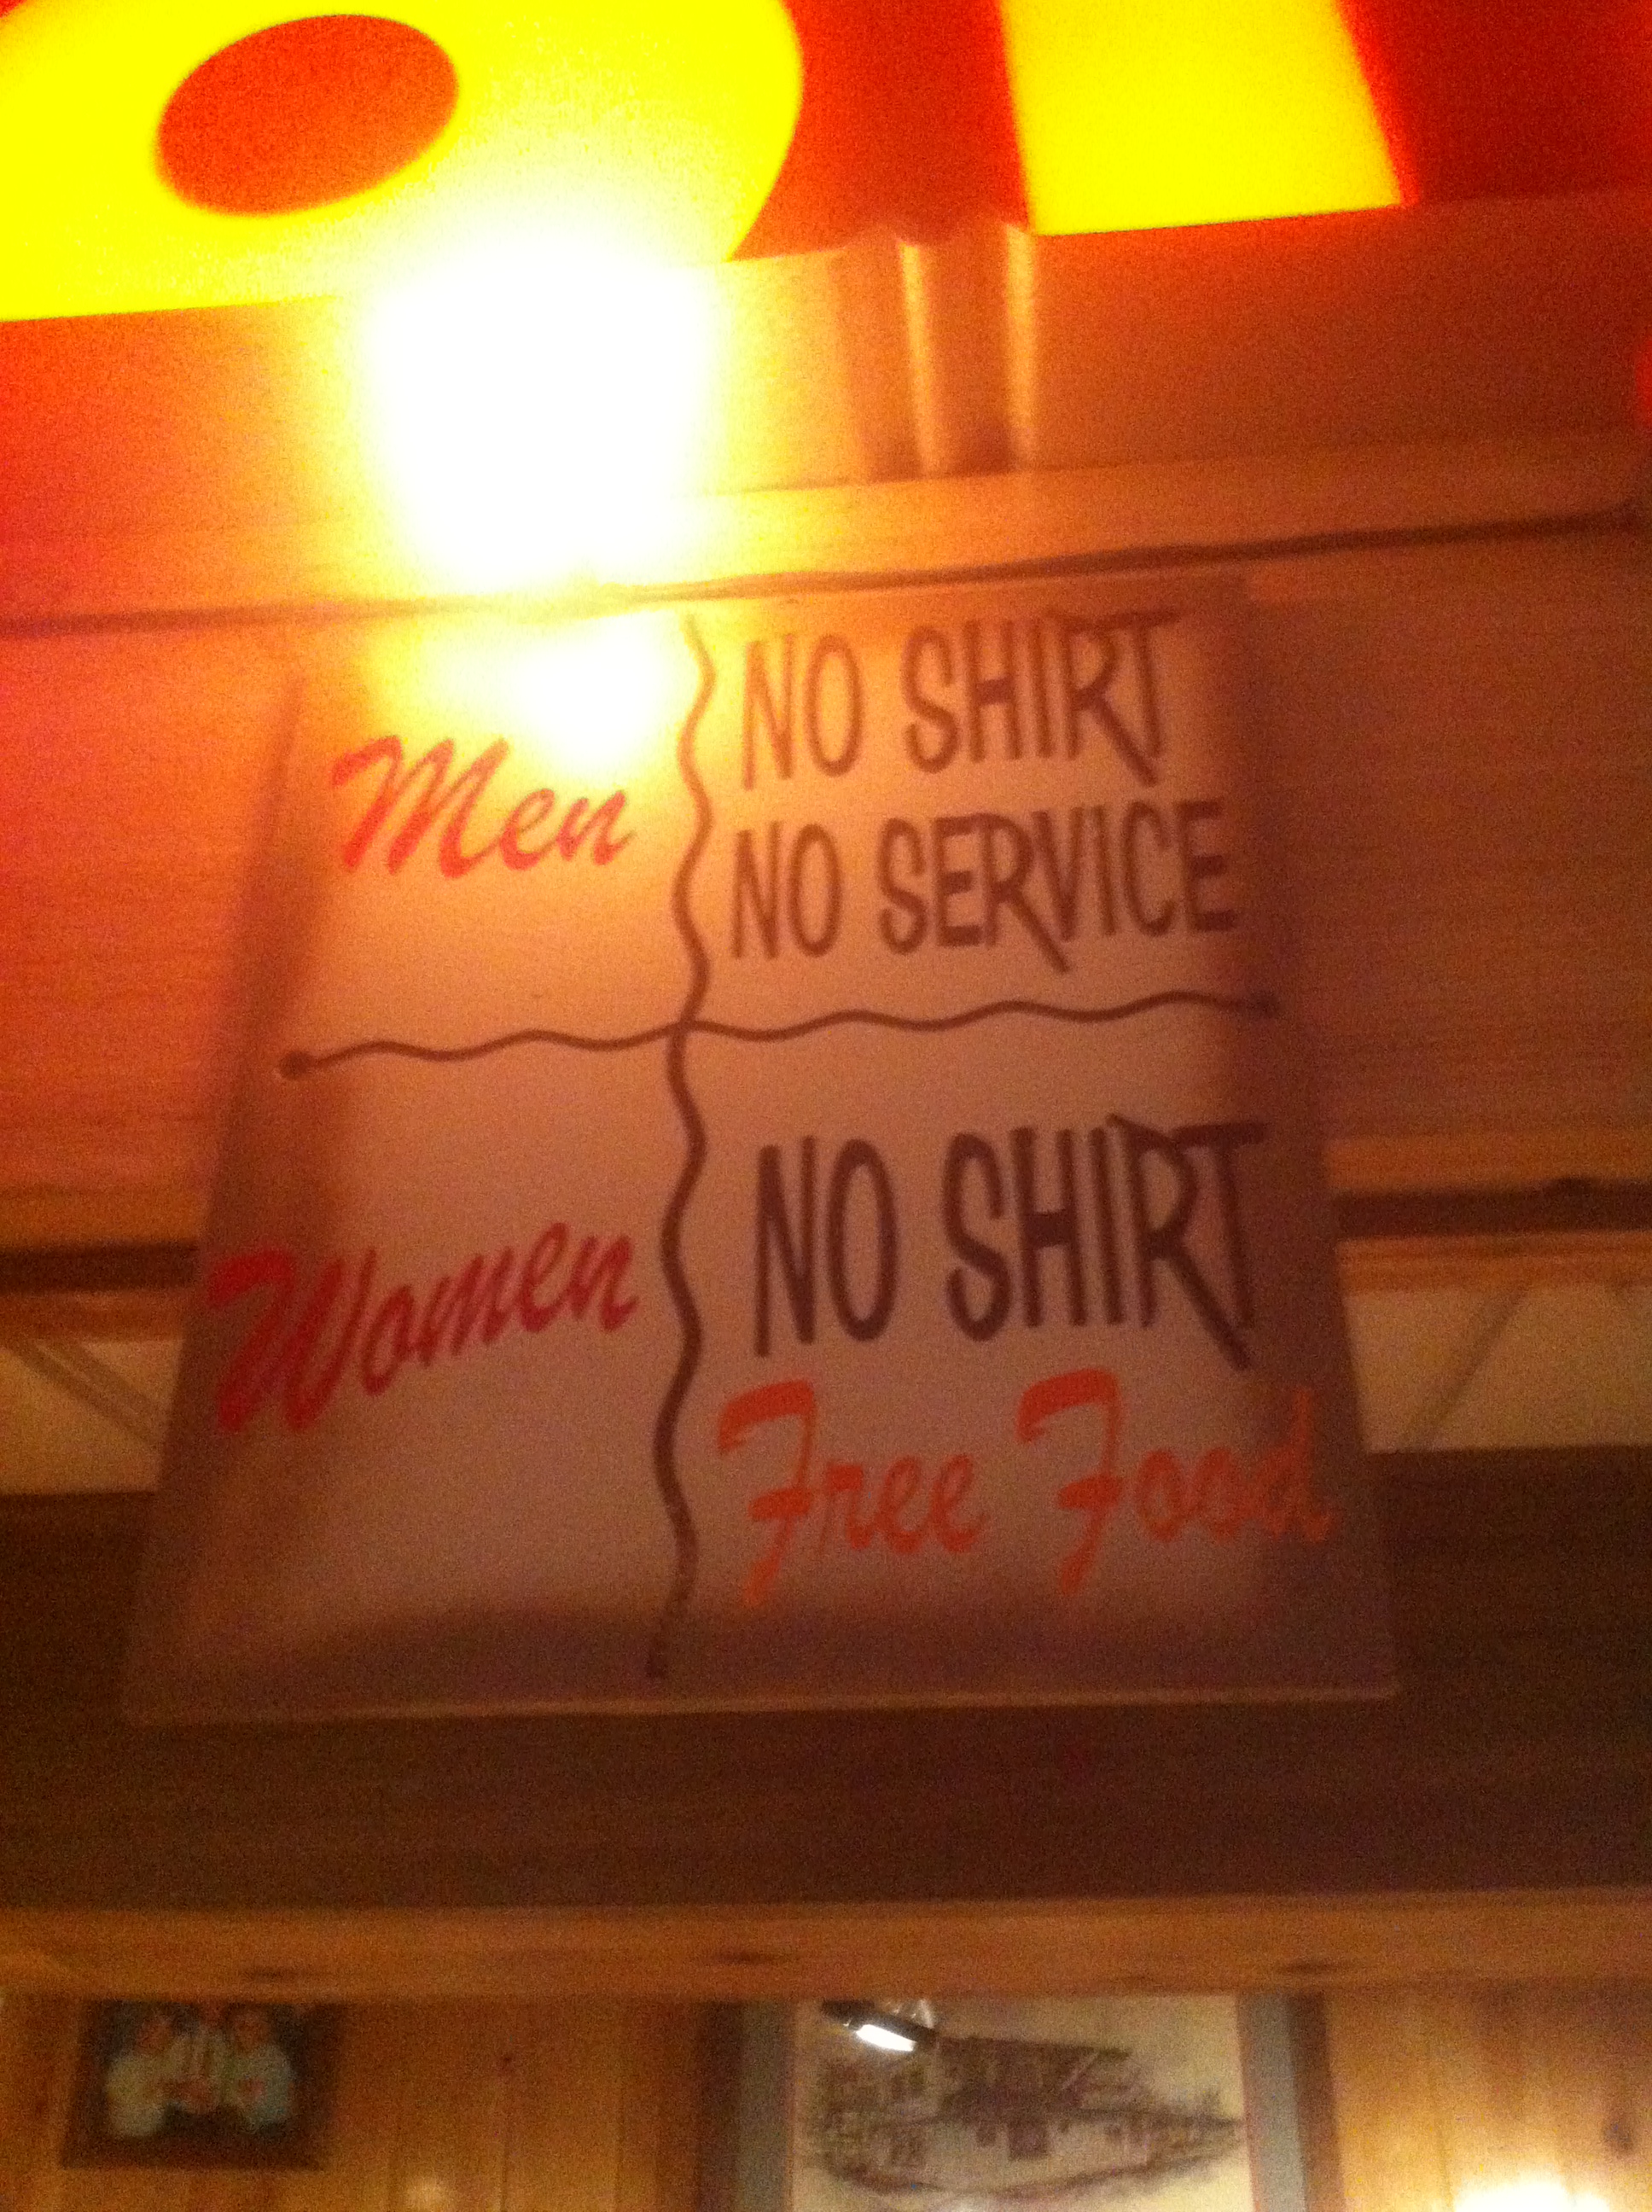 Men
NO SHIRT
NO SERVICE
Women
NO SHIRT
Free Food